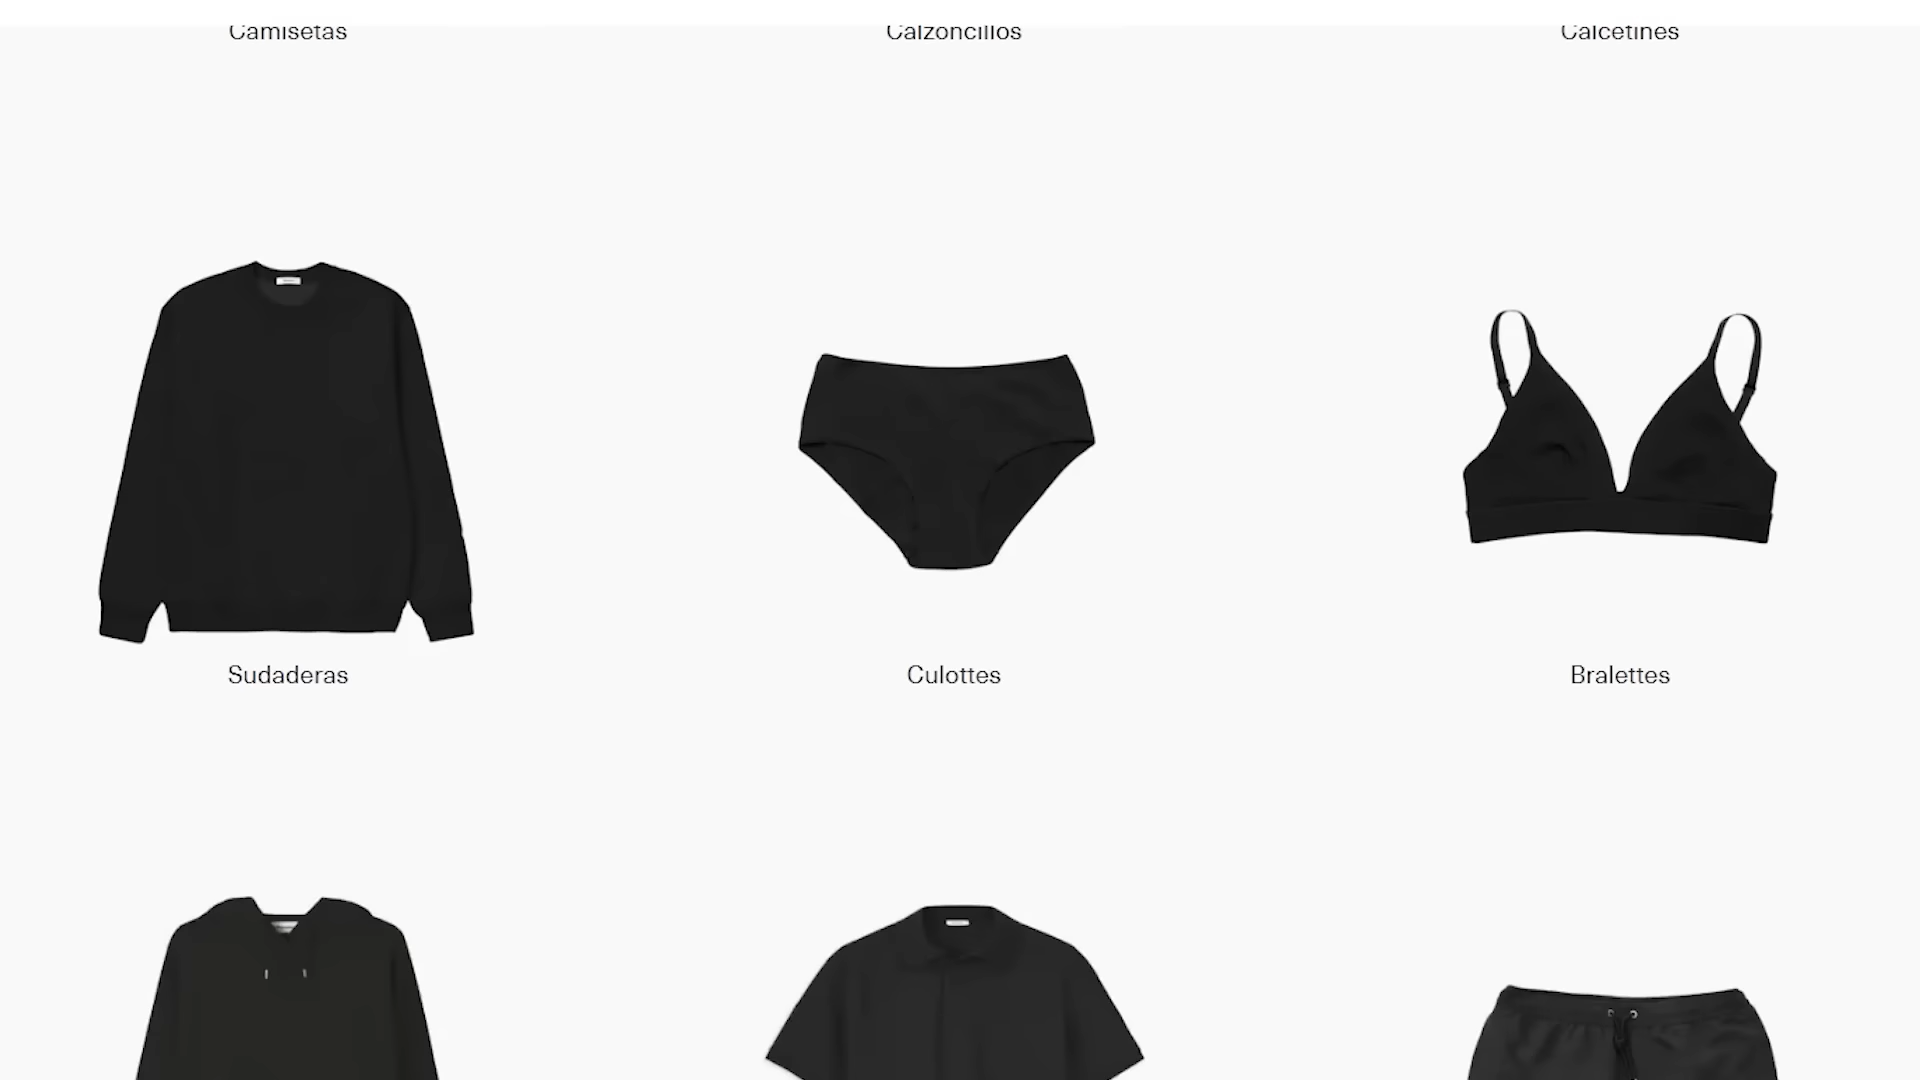 Camisetas
Calzoncillos
Calcetines
Sudaderas
Culottes
Bralettes